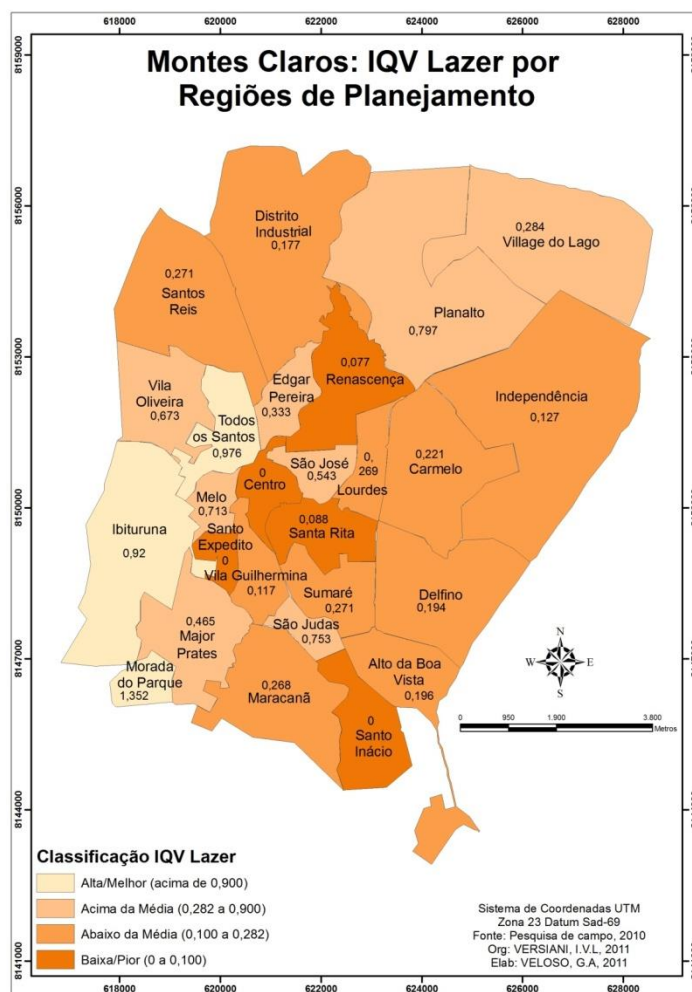 618000 620000 622000 624000 626000 628000
Montes Claros: IQV Lazer por
Regiões de Planejamento
8159000
8156000
8153000
8150000
8147000
8144000
8141000
Distrito
Industrial
0,177
0,284
Village do Lago
0,271
Santos
Reis
Planalto
0,797
0,077
Renascença
Edgar
Pereira
0,333
Vila
Oliveira
0,673
Independência
0,127
Todos
os Santos
0,976
São José
0,543
0,
269
Lourdes
0,221
Carmelo
0
Centro
Melo
0,713
Ibituruna
0,92
Santo
Expedito
0
0,088
Santa Rita
Vila Guilhermina
0,117
Sumaré
0,271
Delfino
0,194
São Judas
0,753
0,465
Major
Prates
Morada
do Parque
1,352
0,268
Maracanã
Alto da Boa
Vista
0,196
0
Santo
Inácio
N
W E
S
0 950 1.900 3.800
Metros
Classificação IQV Lazer
Alta/Melhor (acima de 0,900)
Acima da Média (0,282 a 0,900)
Abaixo da Média (0,100 a 0,282)
Baixa/Pior (0 a 0,100)
Sistema de Coordenadas UTM
Zona 23 Datum Sad-69
Fonte: Pesquisa de campo, 2010
Org: VERSIANI, I.V.L, 2011
Elab: VELOSO, G.A, 2011
618000 620000 622000 624000 626000 628000